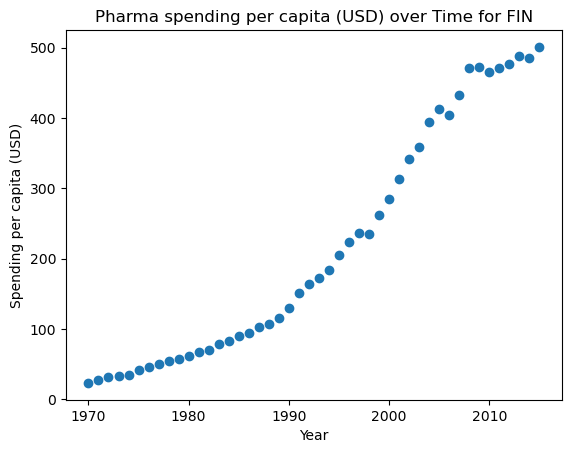 Pharma spending per capita (USD) over Time for FIN
500
400
300
200
100
0
Spending per capita (USD)
1970 1980 1990 2000 2010
Year